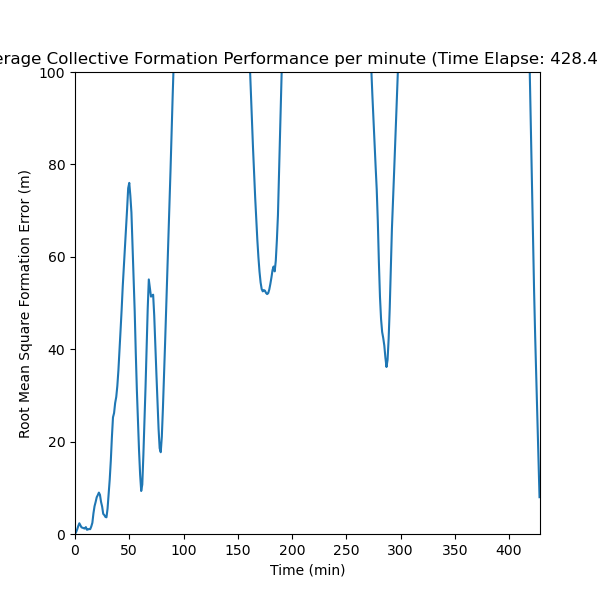 erage Collective Formation Performance per minute (Time Elapse: 428.4
100
80
60
40
20
0
Root Mean Square Formation Error (m)
0 50 100 150 200 250 300 350 400
Time (min)